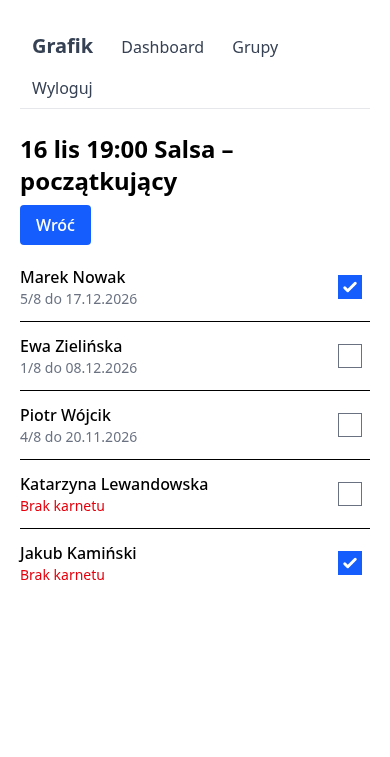 Grafik Dashboard Grupy
Wyloguj
16 lis 19:00 Salsa –
początkujący
Wróć
Marek Nowak
5/8 do 17.12.2026
Ewa Zielińska
1/8 do 08.12.2026
Piotr Wójcik
4/8 do 20.11.2026
Katarzyna Lewandowska
Brak karnetu
Jakub Kamiński
Brak karnetu